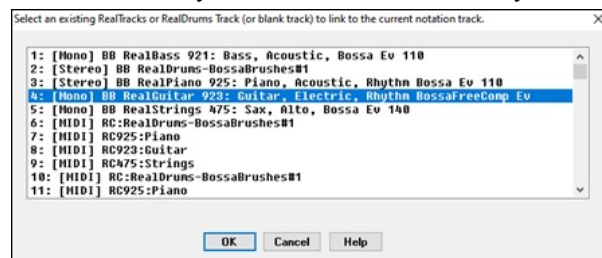 Select an existing RealTracks or RealDrums Track (or blank track) to link to the current notation track.
1: [Mono] BB RealBass 921: Bass, Acoustic, Bossa Ev 110
2: [Stereo] BB RealDrums-BossaBrushes#1
3: [Stereo] BB RealPiano 925: Piano, Acoustic, Rhythm Bossa Ev 110
4: [Mono] BB RealGuitar 923: Guitar, Electric, Rhythm BossaFreeComp Ev
5: [Mono] BB RealStrings 475: Sax, Alto, Bossa Ev 140
6: [MIDI] RC:RealDrums-BossaBrushes#1
7: [MIDI] RC925:Piano
8: [MIDI] RC923:Guitar
9: [MIDI] RC475:Strings
10: [MIDI] RC:RealDrums-BossaBrushes#1
11: [MIDI] RC925:Piano
OK Cancel Help